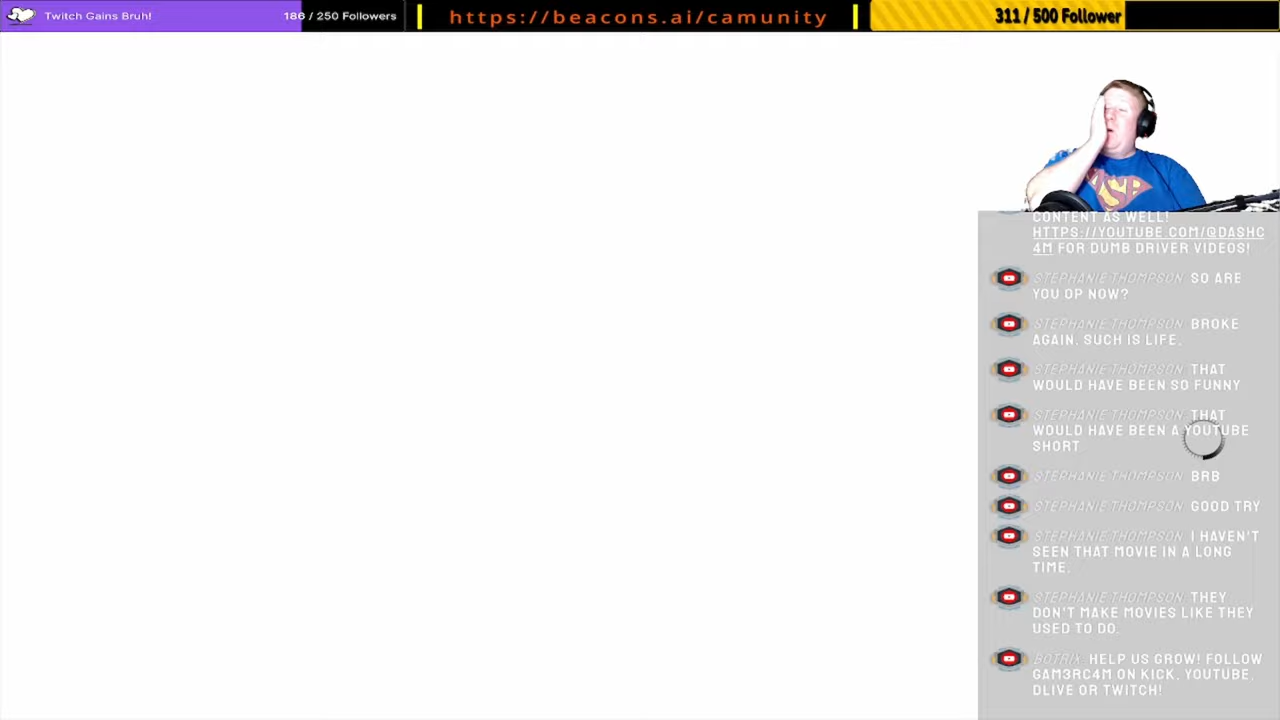 Twitch Gains Bruh!
186 / 250 Followers
https://beacons.ai/camunity
311 / 500 Follower
CONTENT AS WELL!
HTTPS://YOUTUBE.COM/@DASHC
4M FOR DUMB DRIVER VIDEOS!
STEPHANIE THOMPSON: SO ARE
YOU OP NOW?
STEPHANIE THOMPSON: BROKE
AGAIN. SUCH IS LIFE.
STEPHANIE THOMPSON: THAT
WOULD HAVE BEEN SO FUNNY
STEPHANIE THOMPSON: THAT
WOULD HAVE BEEN A YOUTUBE
SHORT
STEPHANIE THOMPSON: BRB
STEPHANIE THOMPSON: GOOD TRY
STEPHANIE THOMPSON: I HAVEN'T
SEEN THAT MOVIE IN A LONG
TIME.
STEPHANIE THOMPSON: THEY
DON'T MAKE MOVIES LIKE THEY
USED TO DO.
BOTRIX: HELP US GROW! FOLLOW
GAM3RC4M ON KICK, YOUTUBE,
DLIVE OR TWITCH!